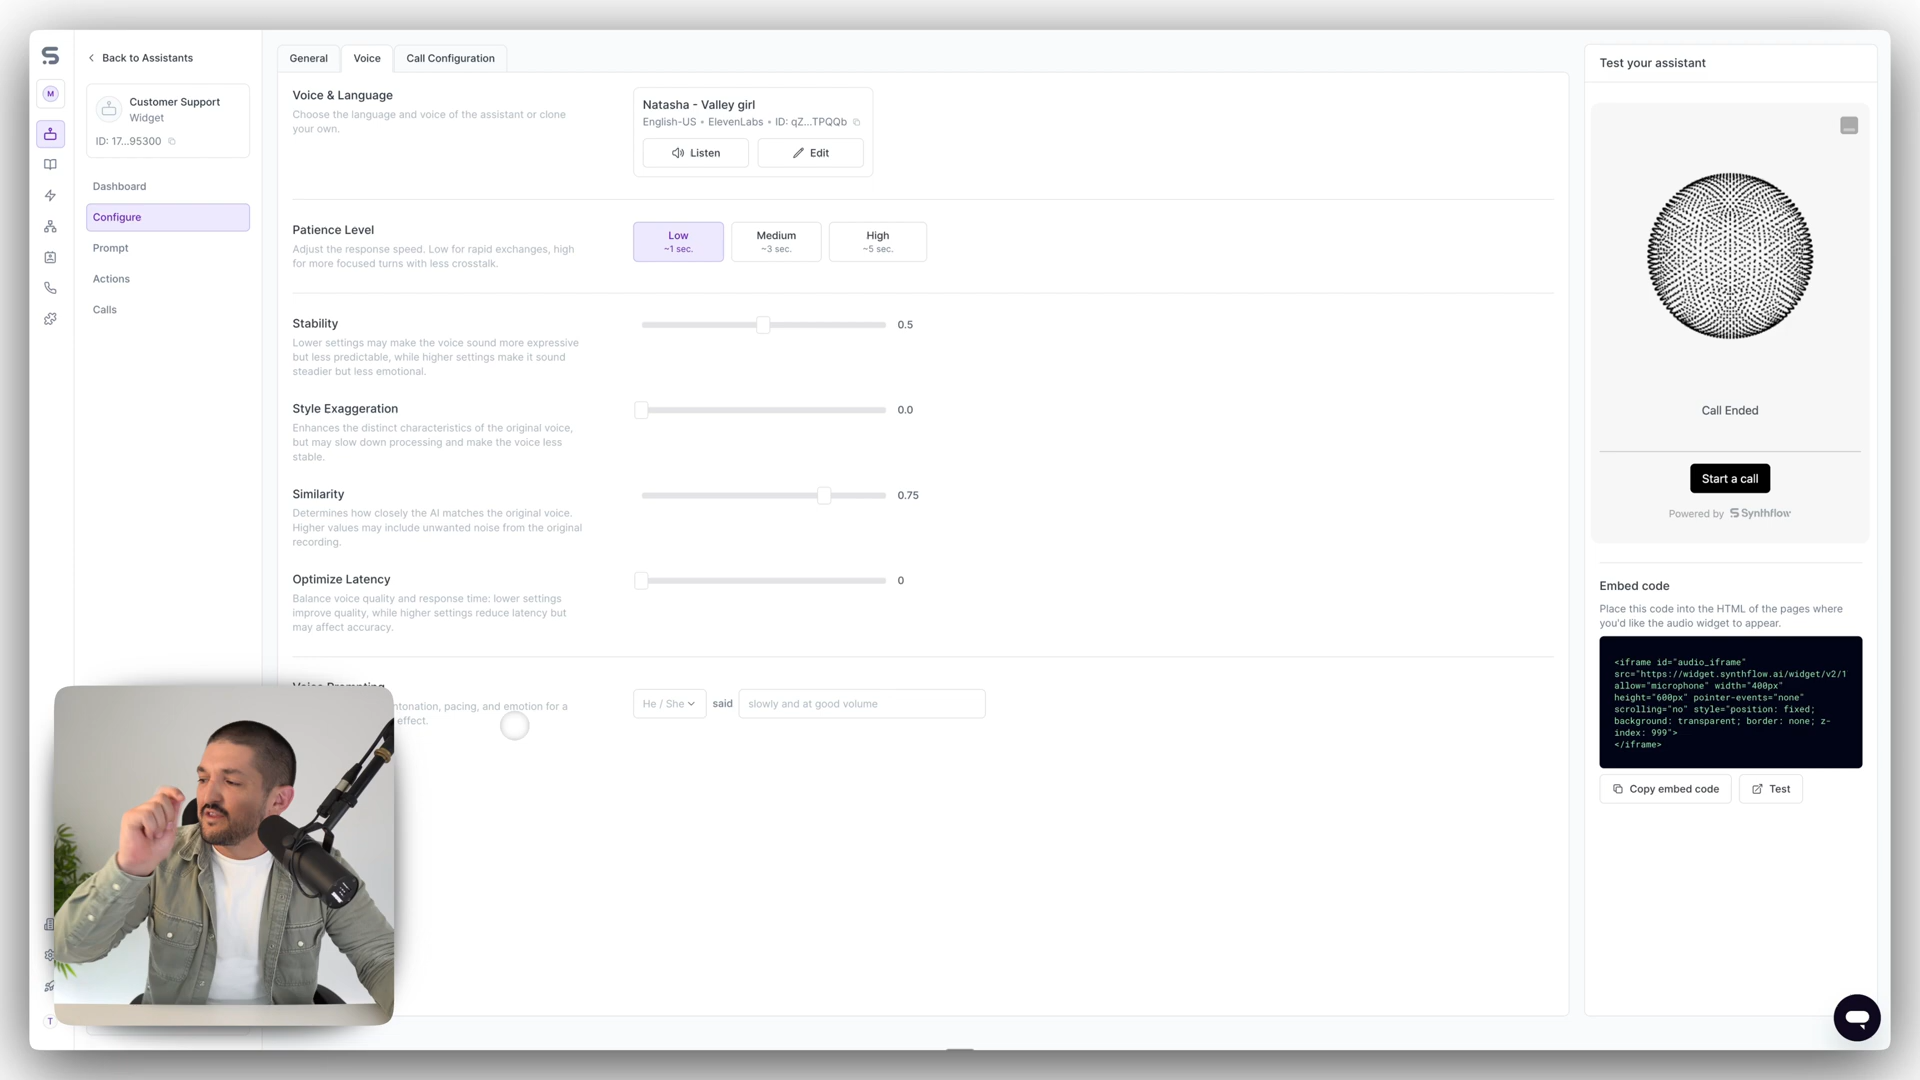 Back to Assistants
M
Customer Support
Widget
ID: 17...95300
Dashboard
Configure
Prompt
Actions
Calls
T
General
Voice
Call Configuration
Voice & Language
Choose the language and voice of the assistant or clone
your own.
Natasha - Valley girl
English-US • ElevenLabs • ID: qZ...TPQQb
Listen
Edit
Patience Level
Adjust the response speed. Low for rapid exchanges, high
for more focused turns with less crosstalk.
Low
~1 sec.
Medium
~3 sec.
High
~5 sec.
Stability
Lower settings may make the voice sound more expressive
but less predictable, while higher settings make it sound
steadier but less emotional.
0.5
Style Exaggeration
Enhances the distinct characteristics of the original voice,
but may slow down processing and make the voice less
stable.
0.0
Similarity
Determines how closely the AI matches the original voice.
Higher values may include unwanted noise from the original
recording.
0.75
Optimize Latency
Balance voice quality and response time: lower settings
improve quality, while higher settings reduce latency but
may affect accuracy.
0
Voice Prompting
ntonation, pacing, and emotion for a
effect.
He / She
said
slowly and at good volume
Test your assistant
Call Ended
Start a call
Powered by Synthflow
Embed code
Place this code into the HTML of the pages where
you'd like the audio widget to appear.
<iframe id="audio_iframe"
src="https://widget.synthflow.ai/widget/v2/1
allow="microphone" width="400px"
height="600px" pointer-events="none"
scrolling="no" style="position: fixed;
background: transparent; border: none; z-
index: 999">
</iframe>
Copy embed code
Test